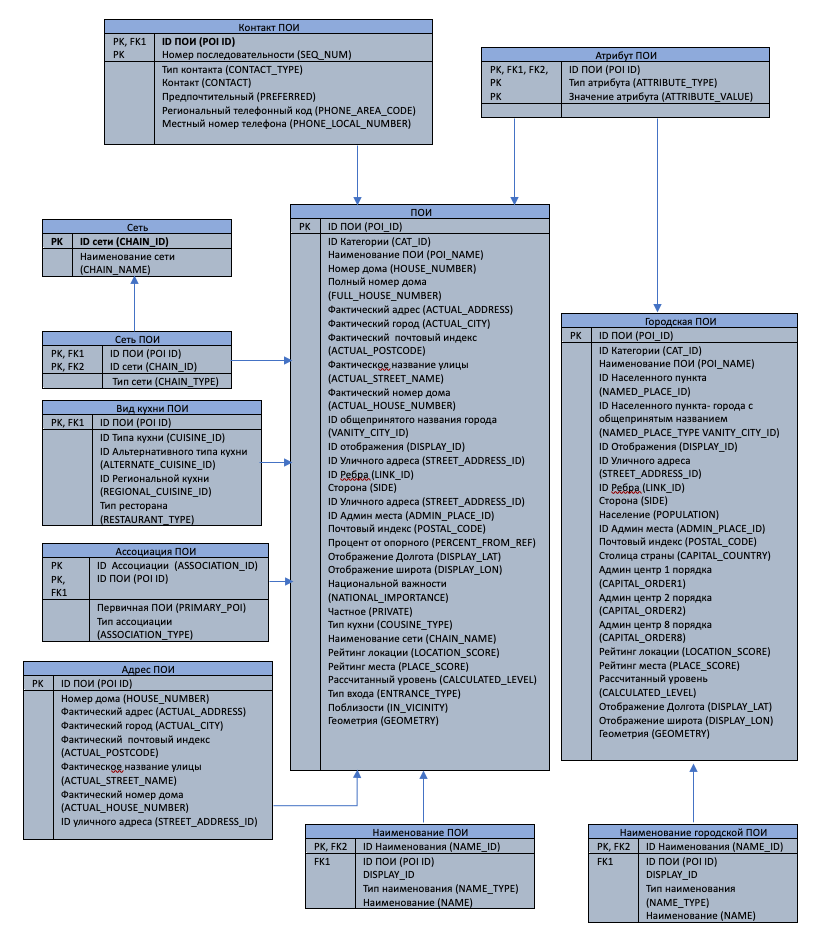 Контакт ПОИ
PK, FK1 ID ПОИ (POI ID)
PK Номер последовательности (SEQ_NUM)
Тип контакта (CONTACT_TYPE)
Контакт (CONTACT)
Предпочтительный (PREFERRED)
Региональный телефонный код (PHONE_AREA_CODE)
Местный номер телефона (PHONE_LOCAL_NUMBER)
Атрибут ПОИ
PK, FK1, FK2, ID ПОИ (POI ID)
PK Тип атрибута (ATTRIBUTE_TYPE)
PK Значение атрибута (ATTRIBUTE_VALUE)
Сеть
PK ID сети (CHAIN_ID)
Наименование сети
(CHAIN_NAME)
Сеть ПОИ
PK, FK1 ID ПОИ (POI ID)
PK, FK2 ID сети (CHAIN_ID)
Тип сети (CHAIN_TYPE)
Вид кухни ПОИ
PK, FK1 ID ПОИ (POI ID)
ID Типа кухни (CUISINE_ID)
ID Альтернативного типа кухни
(ALTERNATE_CUISINE_ID)
ID Региональной кухни
(REGIONAL_CUISINE_ID)
Тип ресторана
(RESTAURANT_TYPE)
Ассоциация ПОИ
PK ID Ассоциации (ASSOCIATION_ID)
PK, ID ПОИ (POI ID)
FK1
Первичная ПОИ (PRIMARY_POI)
Тип ассоциации
(ASSOCIATION_TYPE)
Адрес ПОИ
PK ID ПОИ (POI ID)
Номер дома (HOUSE_NUMBER)
Фактический адрес (ACTUAL_ADDRESS)
Фактический город (ACTUAL_CITY)
Фактический почтовый индекс
(ACTUAL_POSTCODE)
Фактическое название улицы
(ACTUAL_STREET_NAME)
Фактический номер дома
(ACTUAL_HOUSE_NUMBER)
ID уличного адреса (STREET_ADDRESS_ID)
ПОИ
PK ID ПОИ (POI_ID)
ID Категории (CAT_ID)
Наименование ПОИ (POI_NAME)
Номер дома (HOUSE_NUMBER)
Полный номер дома
(FULL_HOUSE_NUMBER)
Фактический адрес (ACTUAL_ADDRESS)
Фактический город (ACTUAL_CITY)
Фактический почтовый индекс
(ACTUAL_POSTCODE)
Фактическое название улицы
(ACTUAL_STREET_NAME)
Фактический номер дома
(ACTUAL_HOUSE_NUMBER)
ID общепринятого названия города
(VANITY_CITY_ID)
ID отображения (DISPLAY_ID)
ID Уличного адреса (STREET_ADDRESS_ID)
ID Ребра (LINK_ID)
Сторона (SIDE)
ID Уличного адреса (STREET_ADDRESS_ID)
ID Админ места (ADMIN_PLACE_ID)
Почтовый индекс (POSTAL_CODE)
Процент от опорного (PERCENT_FROM_REF)
Отображение Долгота (DISPLAY_LAT)
Отображение широта (DISPLAY_LON)
Национальной важности
(NATIONAL_IMPORTANCE)
Частное (PRIVATE)
Тип кухни (COUSINE_TYPE)
Наименование сети (CHAIN_NAME)
Рейтинг локации (LOCATION_SCORE)
Рейтинг места (PLACE_SCORE)
Рассчитанный уровень (CALCULATED_LEVEL)
Тип входа (ENTRANCE_TYPE)
Поблизости (IN_VICINITY)
Геометрия (GEOMETRY)
Городская ПОИ
PK ID ПОИ (POI_ID)
ID Категории (CAT_ID)
Наименование ПОИ (POI_NAME)
ID Населенного пункта
(NAMED_PLACE_ID)
ID Населенного пункта- города с
общепринятым названием
(NAMED_PLACE_TYPE VANITY_CITY_ID)
ID Отображения (DISPLAY_ID)
ID Уличного адреса
(STREET_ADDRESS_ID)
ID Ребра (LINK_ID)
Сторона (SIDE)
Население (POPULATION)
ID Админ места (ADMIN_PLACE_ID)
Почтовый индекс (POSTAL_CODE)
Столица страны (CAPITAL_COUNTRY)
Админ центр 1 порядка
(CAPITAL_ORDER1)
Админ центр 2 порядка
(CAPITAL_ORDER2)
Админ центр 8 порядка
(CAPITAL_ORDER8)
Рейтинг локации (LOCATION_SCORE)
Рейтинг места (PLACE_SCORE)
Рассчитанный уровень
(CALCULATED_LEVEL)
Отображение Долгота (DISPLAY_LAT)
Отображение широта (DISPLAY_LON)
Геометрия (GEOMETRY)
Наименование ПОИ
PK, FK2 ID Наименования (NAME_ID)
FK1 ID ПОИ (POI ID)
DISPLAY_ID
Тип наименования (NAME_TYPE)
Наименование (NAME)
Наименование городской ПОИ
PK, FK2 ID Наименования (NAME_ID)
FK1 ID ПОИ (POI ID)
DISPLAY_ID
Тип наименования
(NAME_TYPE)
Наименование (NAME)